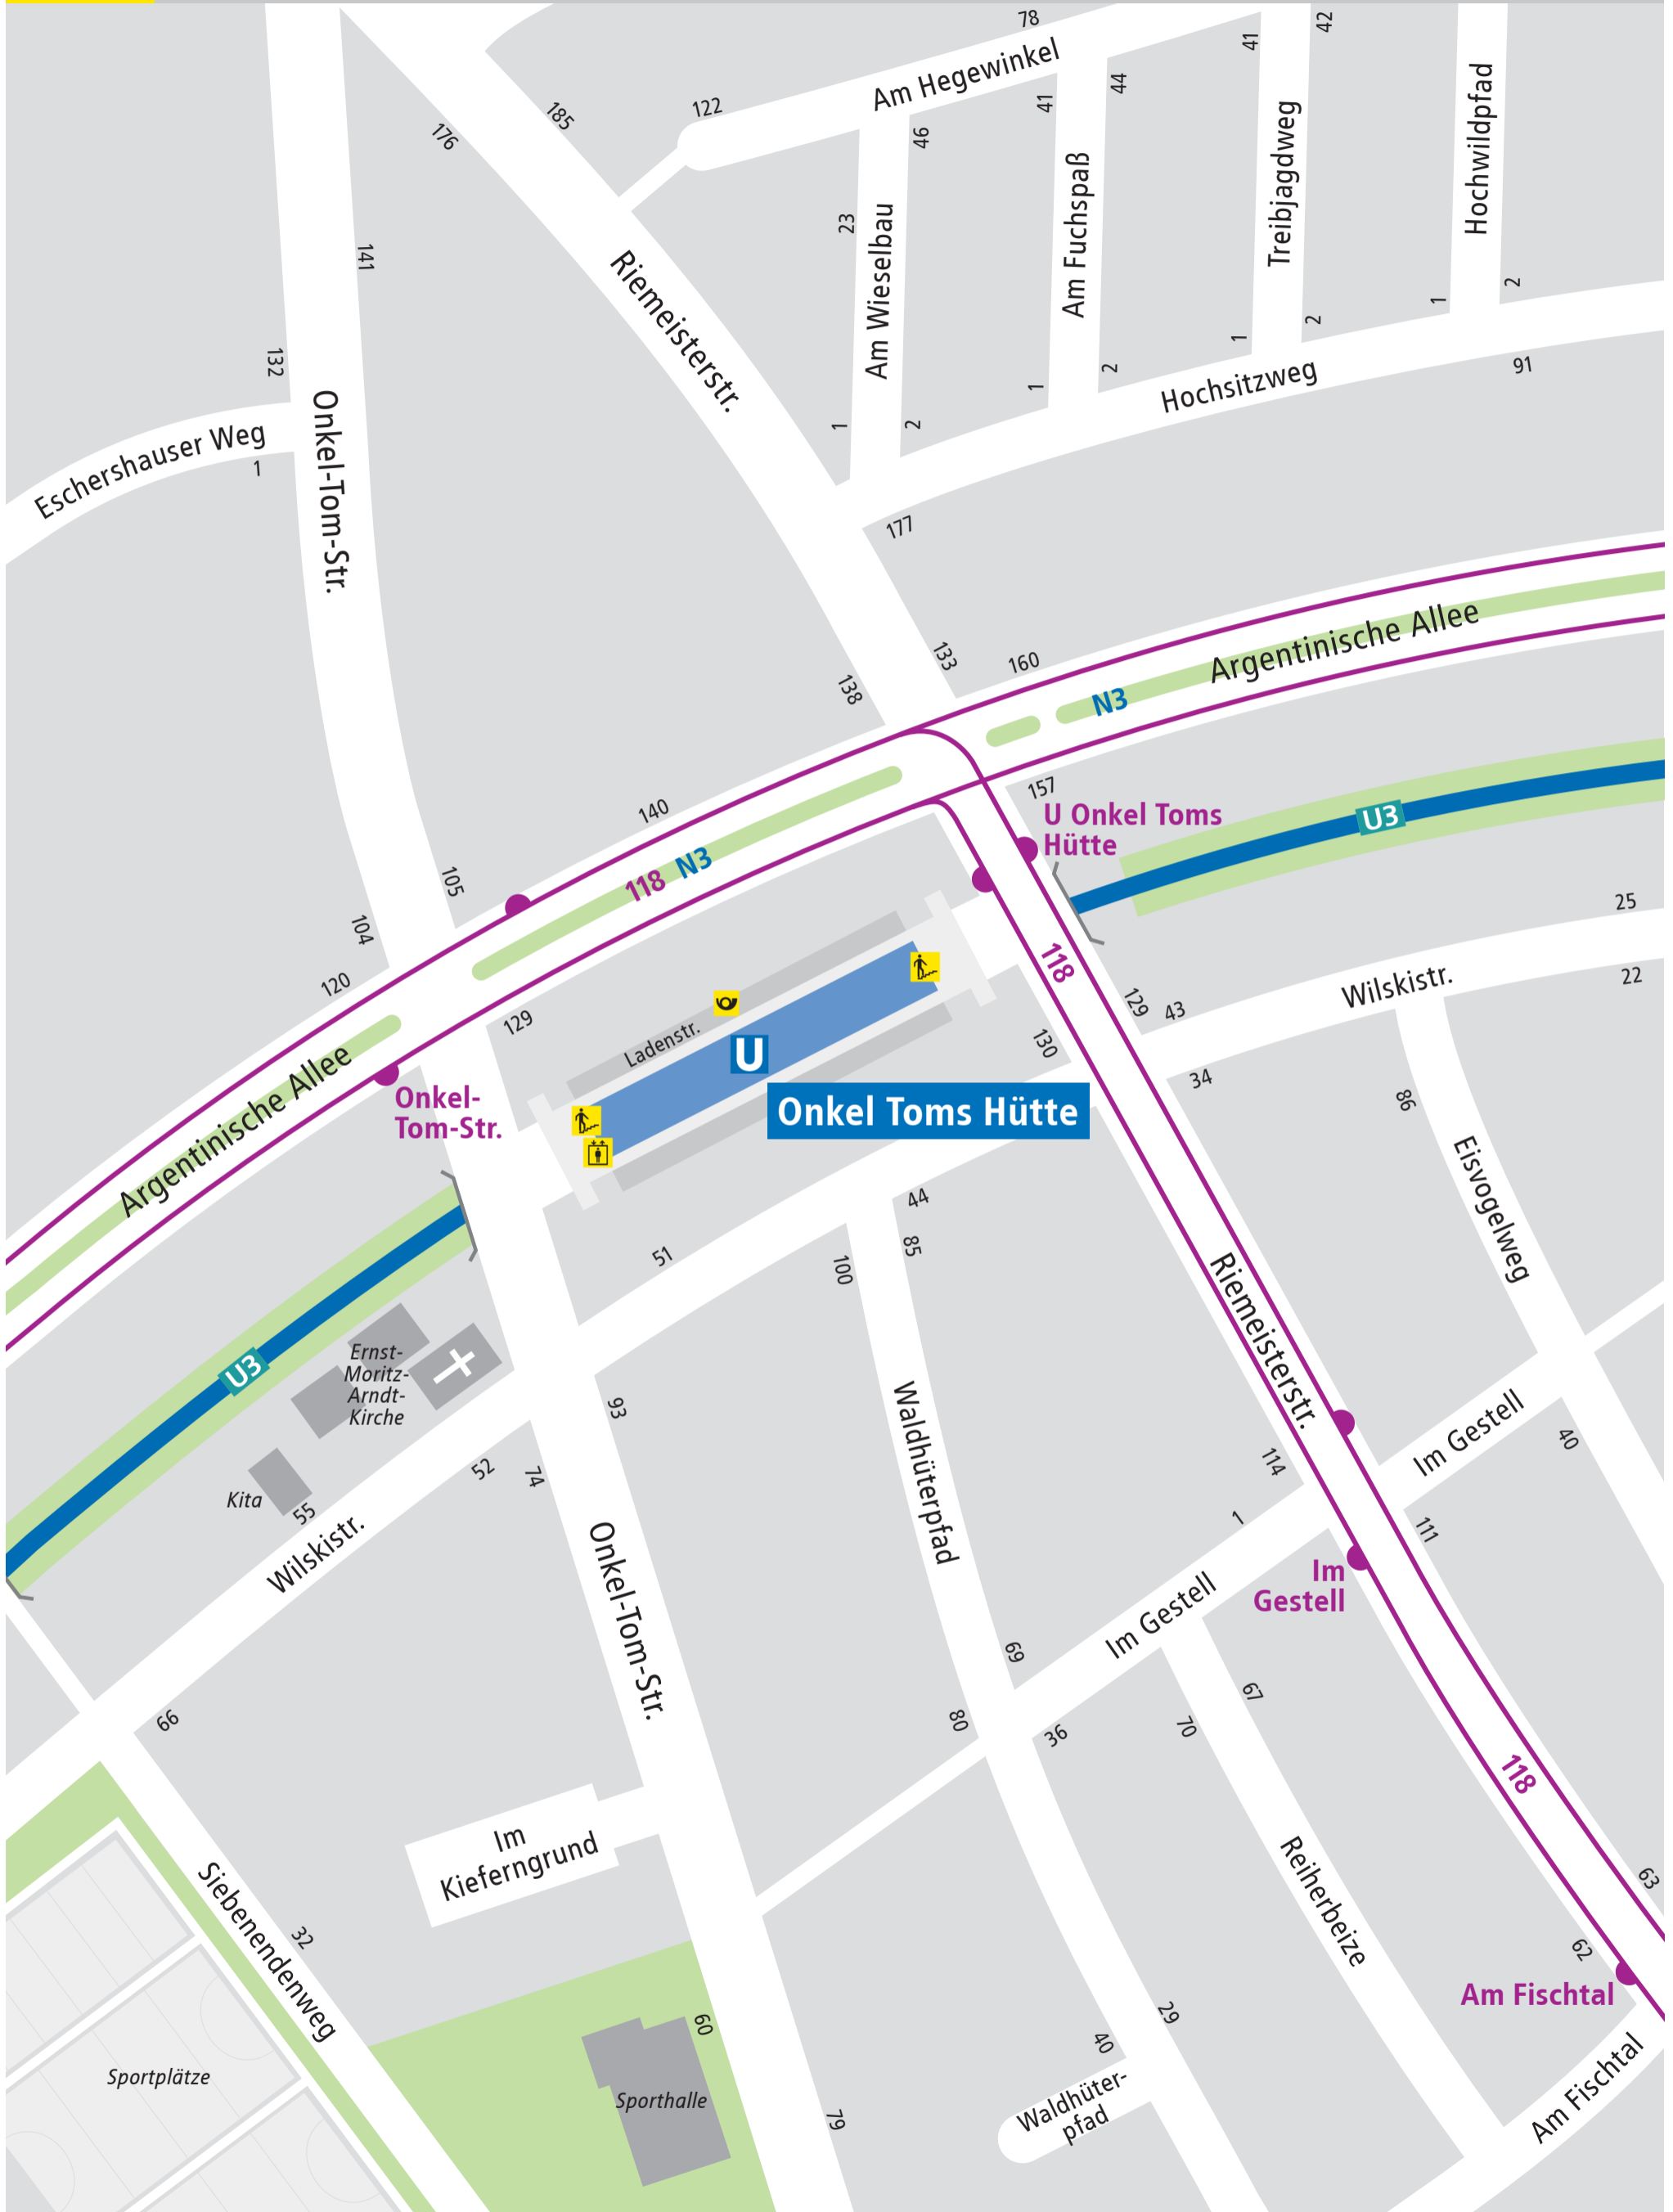 78
42
41
Am Hegewinkel
44
41
122
185
176
46
Hochwildpfad
Treibjagdweg
Am Fuchspaß
Am Wieselbau
23
141
Riemeisterstr.
2
1
2
1
132
91
Hochsitzweg
2
1
Onkel-Tom-Str.
Eschershauser Weg
1
1
2
177
Argentinische Allee
133
160
138
N3
157
140
U Onkel Toms
Hütte
U3
118 N3
105
104
25
120
118
22
Wilskistr.
129
43
129
Ladenstr.
130
U
34
86
Onkel Toms Hütte
Argentinische Allee
Onkel-
Tom-Str.
Eisvogelweg
44
85
100
51
Riemeisterstr.
U3
Ernst-
Moritz-
Arndt-
Kirche
93
Waldhüterpfad
Im Gestell
40
114
52
74
Kita
55
1
111
Wilskistr.
Im
Gestell
Onkel-Tom-Str.
Im Gestell
69
67
70
80
36
66
118
Im
Kieferngrund
Siebenendenweg
32
Reiherbeize
63
62
Am Fischtal
60
29
40
Sportplätze
Sporthalle
79
Waldhüter-
pfad
Am Fischtal